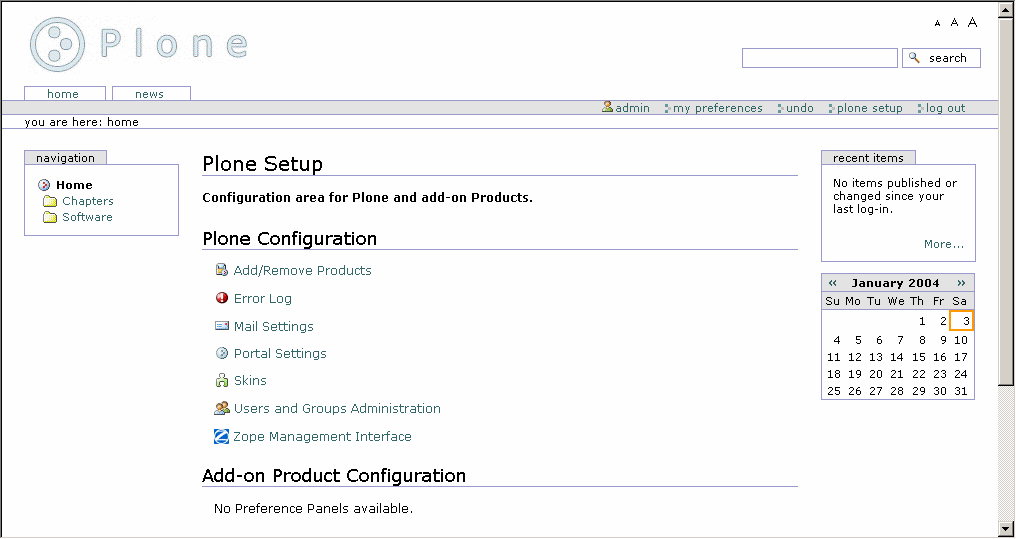 Plone
A A A
search
home news
admin my preferences undo plone setup log out
you are here: home
navigation
Home
Chapters
Software
Plone Setup
Configuration area for Plone and add-on Products.
Plone Configuration
Add/Remove Products
Error Log
Mail Settings
Portal Settings
Skins
Users and Groups Administration
Zope Management Interface
Add-on Product Configuration
No Preference Panels available.
recent items
No items published or
changed since your
last log-in.
More...
« January 2004 »
Su Mo Tu We Th Fr Sa
1 2 3
4 5 6 7 8 9 10
11 12 13 14 15 16 17
18 19 20 21 22 23 24
25 26 27 28 29 30 31